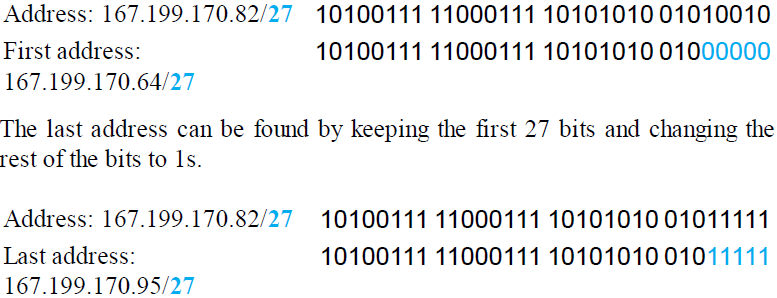 Address: 167.199.170.82/27 10100111 11000111 10101010 01010010
First address: 10100111 11000111 10101010 01000000
167.199.170.64/27
The last address can be found by keeping the first 27 bits and changing the
rest of the bits to 1s.
Address: 167.199.170.82/27 10100111 11000111 10101010 01011111
Last address: 10100111 11000111 10101010 01011111
167.199.170.95/27